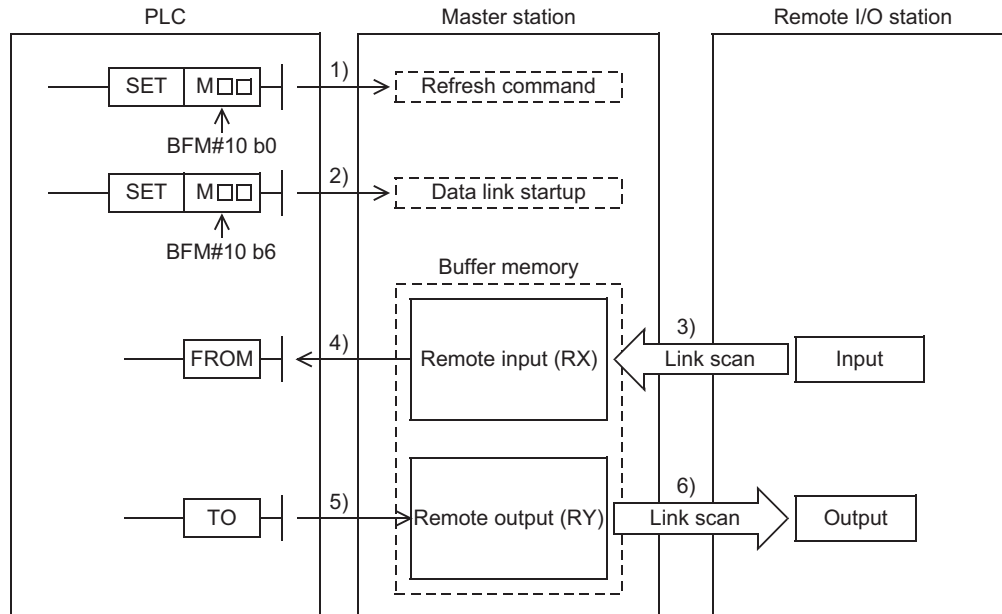 PLC
Master station
Remote I/O station
SET M□□
1)
Refresh command
BFM#10 b0
SET M□□
2)
Data link startup
BFM#10 b6
Buffer memory
FROM
4)
Remote input (RX)
3)
Link scan
Input
TO
5)
Remote output (RY)
6)
Link scan
Output